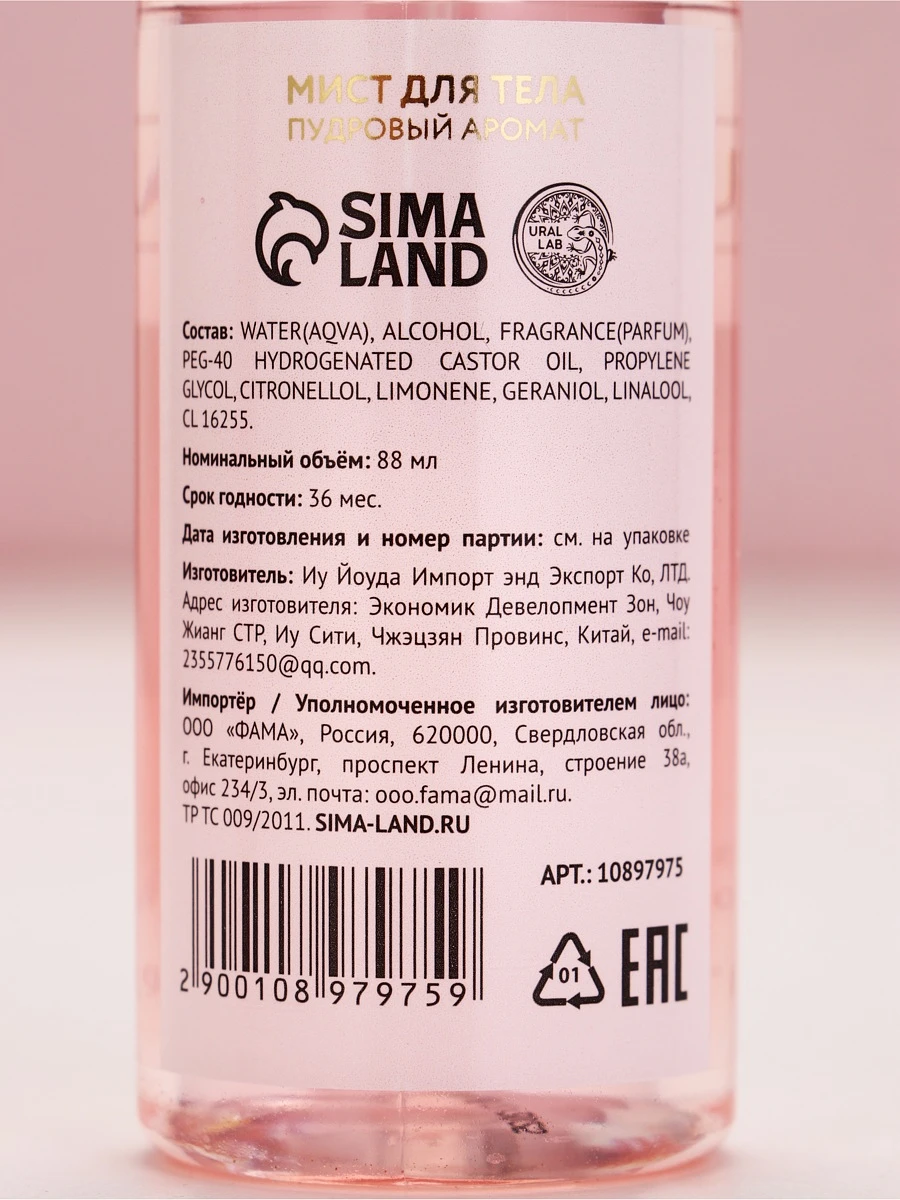 МИСТ ДЛЯ ТЕЛА
ПУДРОВЫЙ АРОМАТ
SIMA
LAND
URAL
LAB
Состав: WATER(AQVA), ALCOHOL, FRAGRANCE(PARFUM),
PEG-40 HYDROGENATED CASTOR OIL, PROPYLENE
GLYCOL, CITRONELLOL, LIMONENE, GERANIOL, LINALOOL,
CL 16255.
Номинальный объём: 88 мл
Срок годности: 36 мес.
Дата изготовления и номер партии: см. на упаковке
Изготовитель: Иу Йоуда Импорт энд Экспорт Ко, ЛТД.
Адрес изготовителя: Экономик Девелопмент Зон, Чоу
Жианг СТР, Иу Сити, Чжэцзян Провинс, Китай, e-mail:
2355776150@qq.com.
Импортёр / Уполномоченное изготовителем лицо:
ООО «ФАМА», Россия, 620000, Свердловская обл.,
г. Екатеринбург, проспект Ленина, строение 38а,
офис 234/3, эл. почта: ooo.fama@mail.ru.
ТР ТС 009/2011. SIMA-LAND.RU
АРТ.: 10897975
2 900108 979759
01
EAC